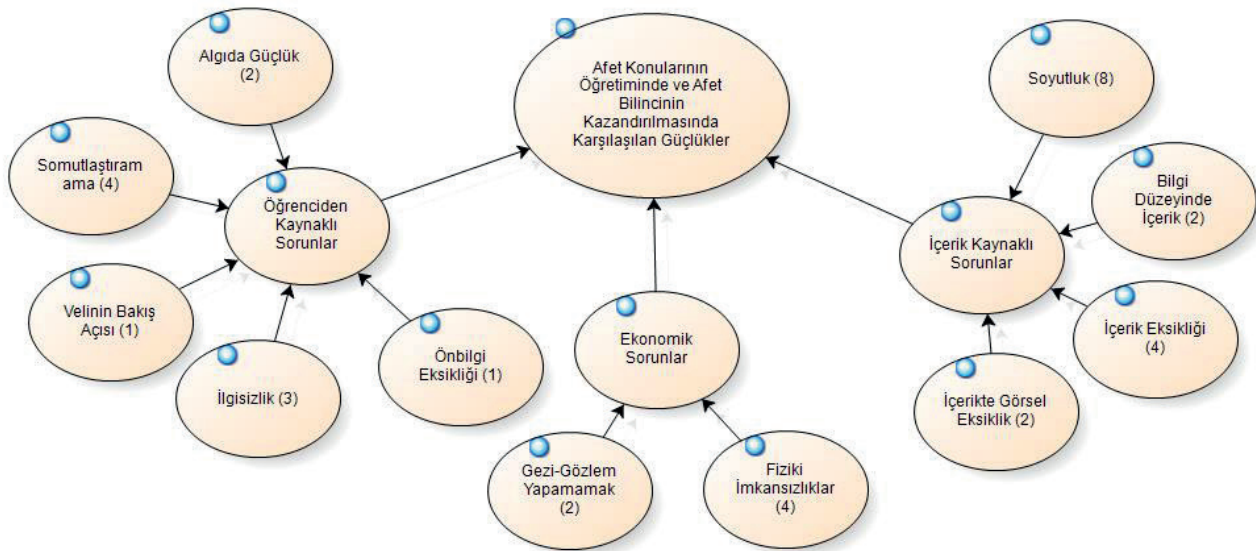 Afet Konularının
Öğretiminde ve Afet
Bilincinin
Kazandırılmasında
Karşılaşılan Güçlükler
Algıda Güçlük
(2)
Somutlaştıram
ama (4)
Öğrenciden
Kaynaklı
Sorunlar
Velinin Bakış
Açısı (1)
İlgisizlik (3)
Önbilgi
Eksikliği (1)
Ekonomik
Sorunlar
Gezi-Gözlem
Yapamamak
(2)
Fiziki
İmkansızlıklar
(4)
Soyutluk (8)
Bilgi
Düzeyinde
İçerik (2)
İçerik Kaynaklı
Sorunlar
İçerik Eksikliği
(4)
İçerikte Görsel
Eksiklik (2)